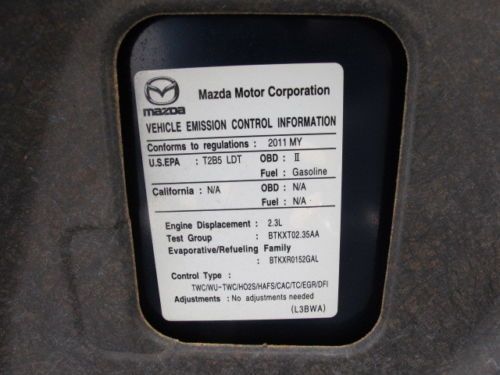 mazda
Mazda Motor Corporation
VEHICLE EMISSION CONTROL INFORMATION
Conforms to regulations : 2011 MY
U.S.EPA : T2B5 LDT OBD : II
Fuel : Gasoline
California : N/A OBD : N/A
Fuel : N/A
Engine Displacement : 2.3L
Test Group : BTKXT02.35AA
Evaporative/Refueling Family
: BTKXR0152GAL
Control Type :
TWC/WU-TWC/HO2S/HAFS/CAC/TC/EGR/DFI
Adjustments : No adjustments needed
(L3BWA)